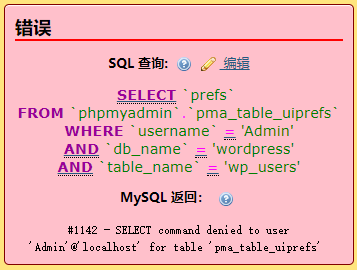 错误
SQL 查询: 编辑
SELECT `prefs`
FROM `phpmyadmin`.`pma_table_uiprefs`
WHERE `username` = 'Admin'
AND `db_name` = 'wordpress'
AND `table_name` = 'wp_users'
MySQL 返回:
#1142 - SELECT command denied to user
'Admin'@'localhost' for table 'pma_table_uiprefs'